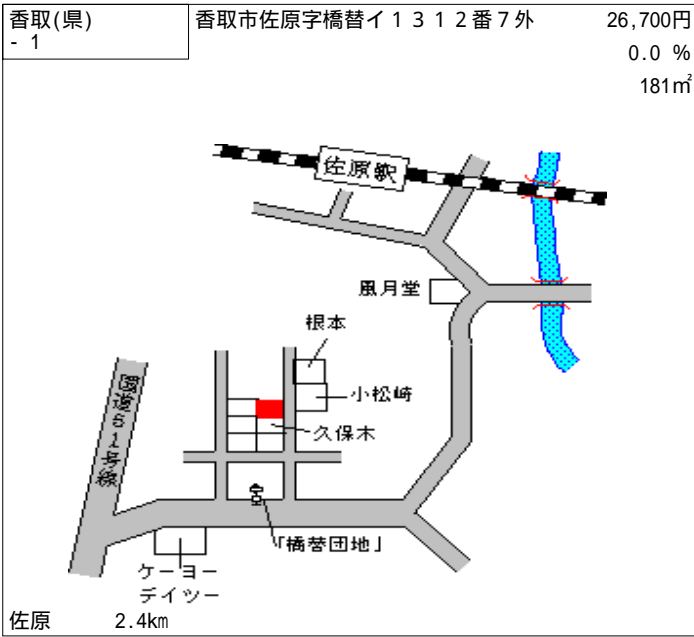 香取(県)
- 1
香取市佐原字橋替イ１３１２番７外
26,700円
0.0 %
181㎡
佐原駅
風月堂
根本
小松崎
久保木
国道51号線
「橋替団地」
ケーヨー
デイツー
佐原 2.4km